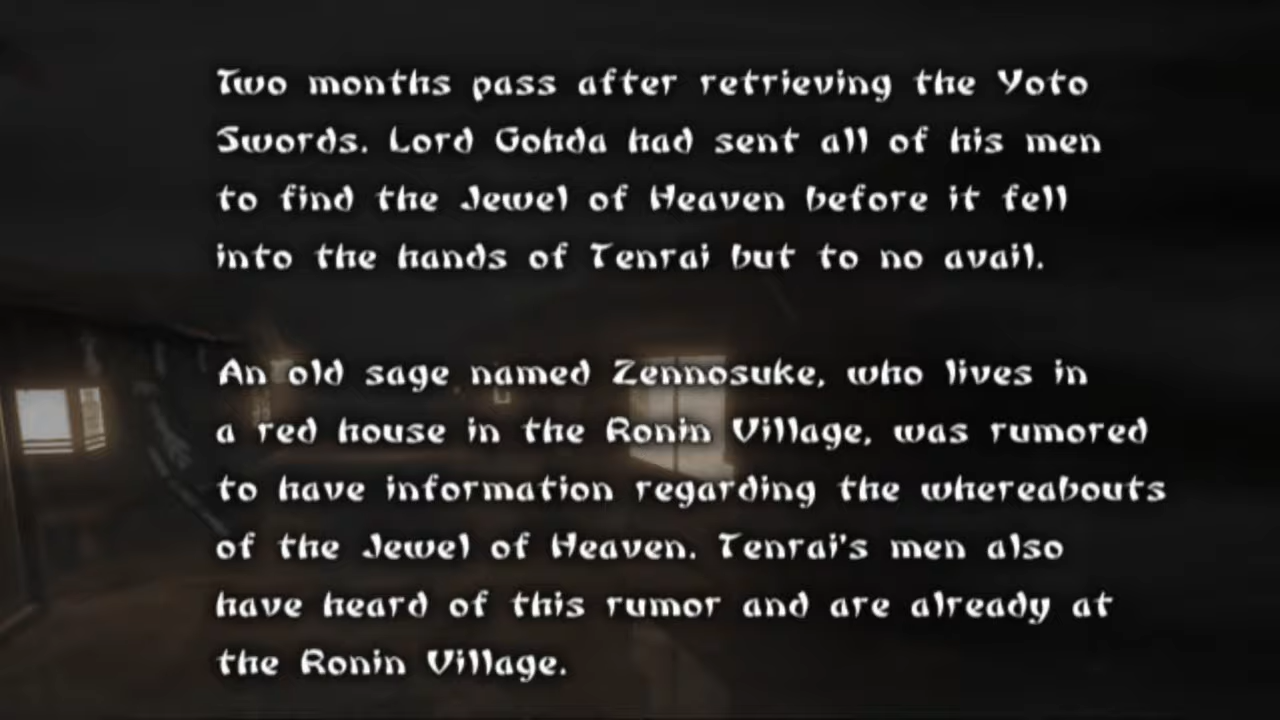 Two months pass after retrieving the Yoto
Swords. Lord Gohda had sent all of his men
to find the Jewel of Heaven before it fell
into the hands of Tenrai but to no avail.
An old sage named Zennosuke, who lives in
a red house in the Ronin Village, was rumored
to have information regarding the whereabouts
of the Jewel of Heaven. Tenrai's men also
have heard of this rumor and are already at
the Ronin Village.